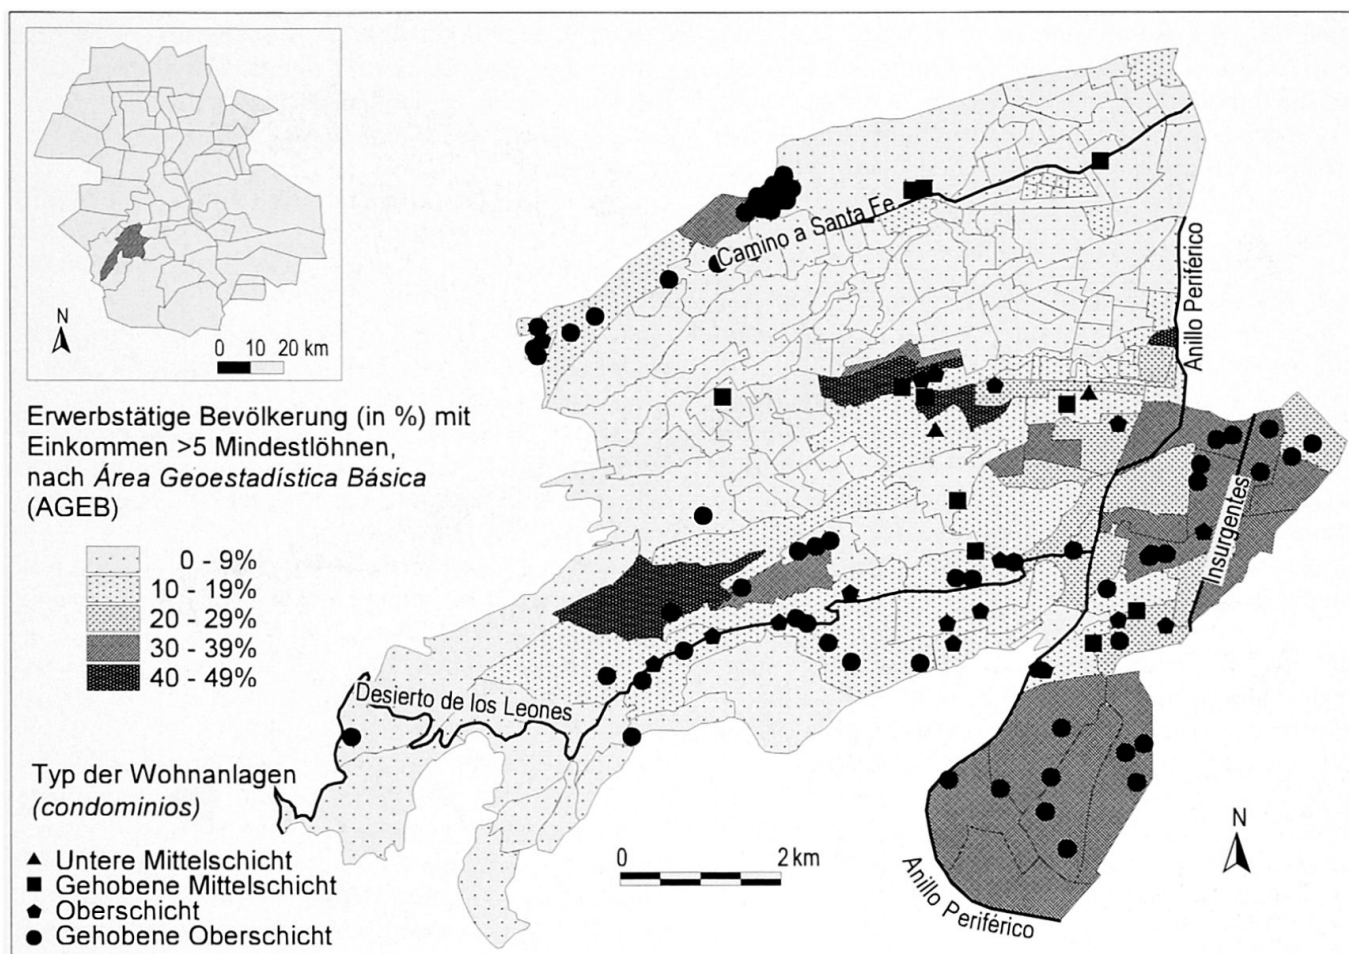 N
0 10 20 km
Erwerbstätige Bevölkerung (in %) mit
Einkommen >5 Mindestlöhnen,
nach Área Geoestadística Básica
(AGEB)
0 - 9%
10 - 19%
20 - 29%
30 - 39%
40 - 49%
Typ der Wohnanlagen
(condominios)
Untere Mittelschicht
Gehobene Mittelschicht
Oberschicht
Gehobene Oberschicht
Camino a Santa Fe
Anillo Periférico
Insurgentes
Desierto de los Leones
Anillo Periférico
0 2 km
N